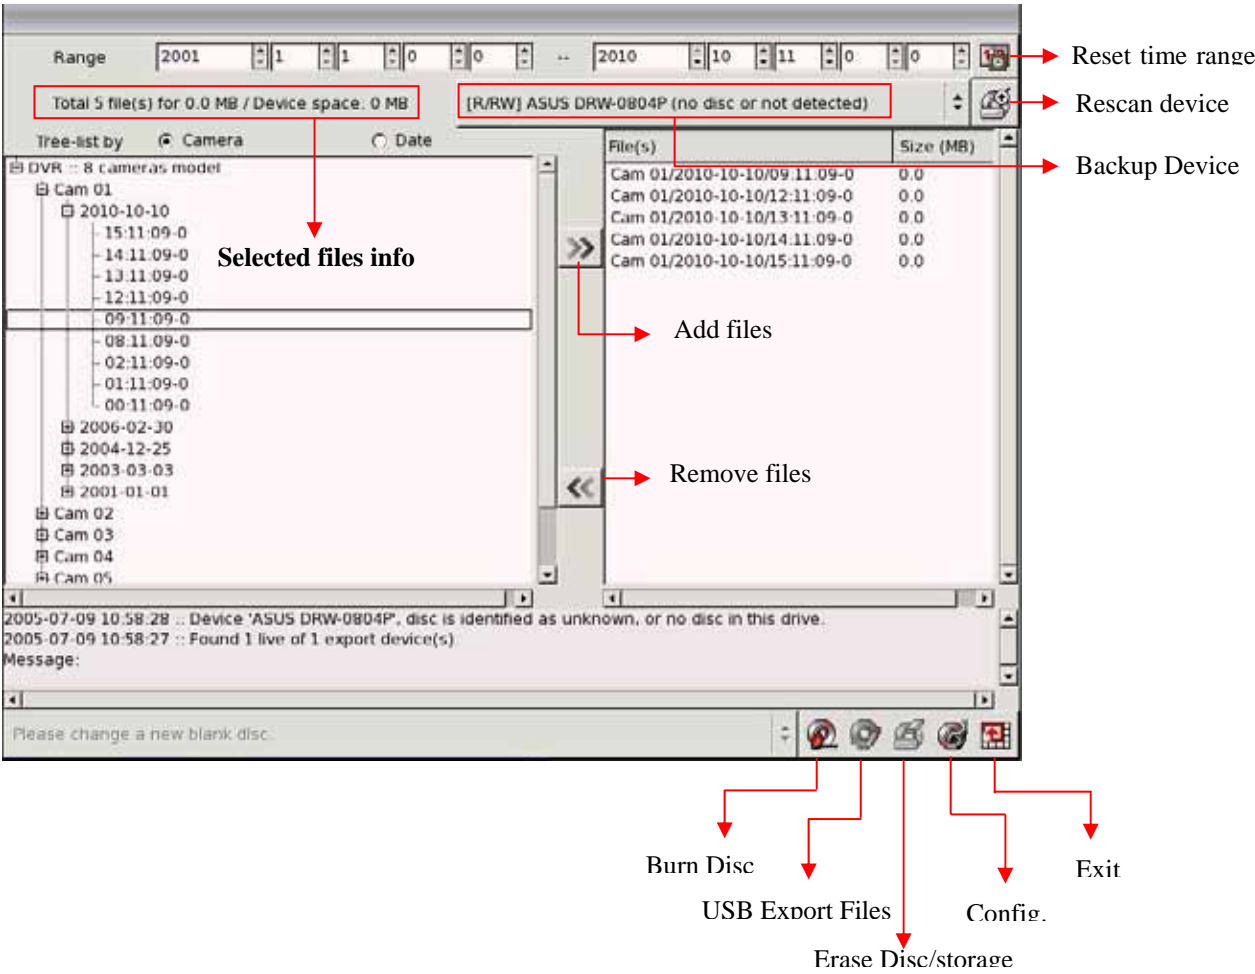 Range 2001 1 1 0 0 -- 2010 10 11 0 0 Reset time range
Total 5 file(s) for 0.0 MB / Device space: 0 MB [R/RW] ASUS DRW-0804P (no disc or not detected) Rescan device
Tree-list by Camera Date
File(s) Size (MB)
Backup Device
DVR :: 8 cameras model
Cam 01
2010-10-10
15:11:09-0
14:11:09-0
13:11:09-0
12:11:09-0
09:11:09-0
08:11:09-0
02:11:09-0
01:11:09-0
00:11:09-0
2006-02-30
2004-12-25
2003-03-03
2001-01-01
Cam 02
Cam 03
Cam 04
Cam 05
Selected files info
Cam 01/2010-10-10/09:11:09-0 0.0
Cam 01/2010-10-10/12:11:09-0 0.0
Cam 01/2010-10-10/13:11:09-0 0.0
Cam 01/2010-10-10/14:11:09-0 0.0
Cam 01/2010-10-10/15:11:09-0 0.0
Add files
Remove files
2005-07-09 10:58:28 :: Device 'ASUS DRW-0804P', disc is identified as unknown, or no disc in this drive.
2005-07-09 10:58:27 :: Found 1 live of 1 export device(s)
Message:
Please change a new blank disc.
Burn Disc
Exit
USB Export Files
Config.
Erase Disc/storage